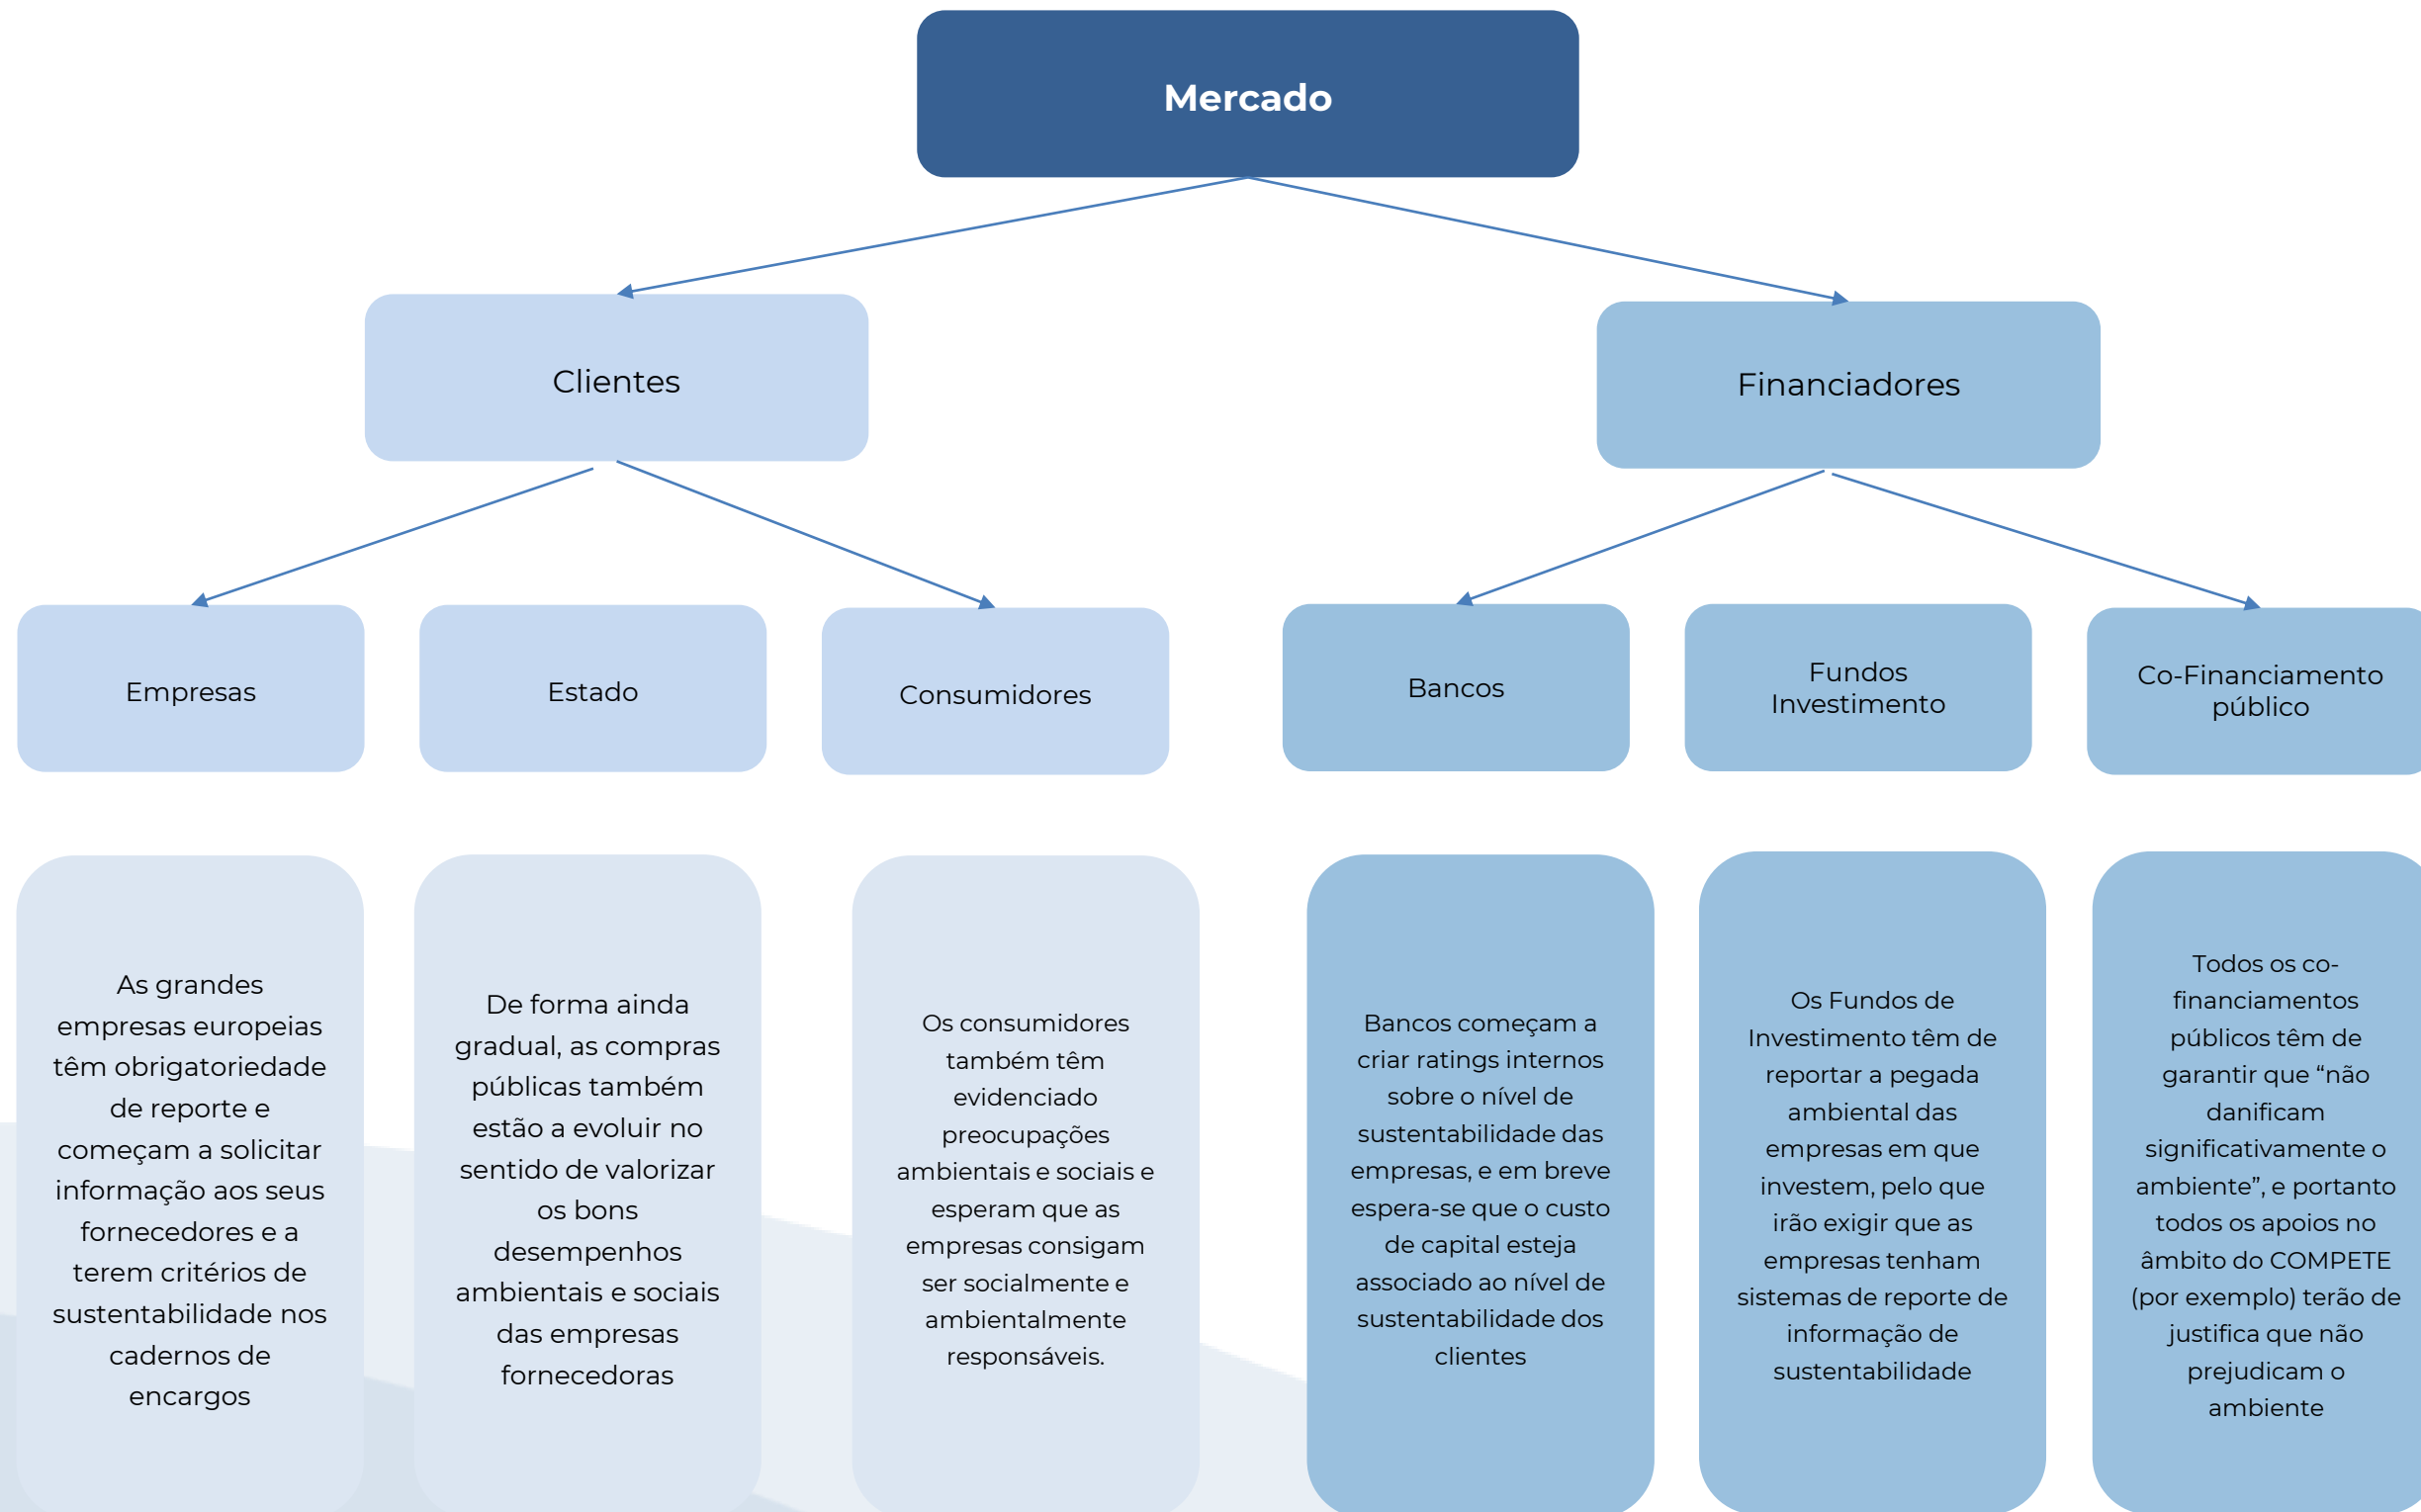 Mercado
Clientes
Financiadores
Empresas
Estado
Consumidores
Bancos
Fundos
Investimento
Co-Financiamento
público
As grandes
empresas europeias
têm obrigatoriedade
de reporte e
começam a solicitar
informação aos seus
fornecedores e a
terem critérios de
sustentabilidade nos
cadernos de
encargos
De forma ainda
gradual, as compras
públicas também
estão a evoluir no
sentido de valorizar
os bons
desempenhos
ambientais e sociais
das empresas
fornecedoras
Os consumidores
também têm
evidenciado
preocupações
ambientais e sociais e
esperam que as
empresas consigam
ser socialmente e
ambientalmente
responsáveis.
Bancos começam a
criar ratings internos
sobre o nível de
sustentabilidade das
empresas, e em breve
espera-se que o custo
de capital esteja
associado ao nível de
sustentabilidade dos
clientes
Os Fundos de
Investimento têm de
reportar a pegada
ambiental das
empresas em que
investem, pelo que
irão exigir que as
empresas tenham
sistemas de reporte de
informação de
sustentabilidade
Todos os co-
financiamentos
públicos têm de
garantir que “não
danificam
significativamente o
ambiente”, e portanto
todos os apoios no
âmbito do COMPETE
(por exemplo) terão de
justifica que não
prejudicam o
ambiente